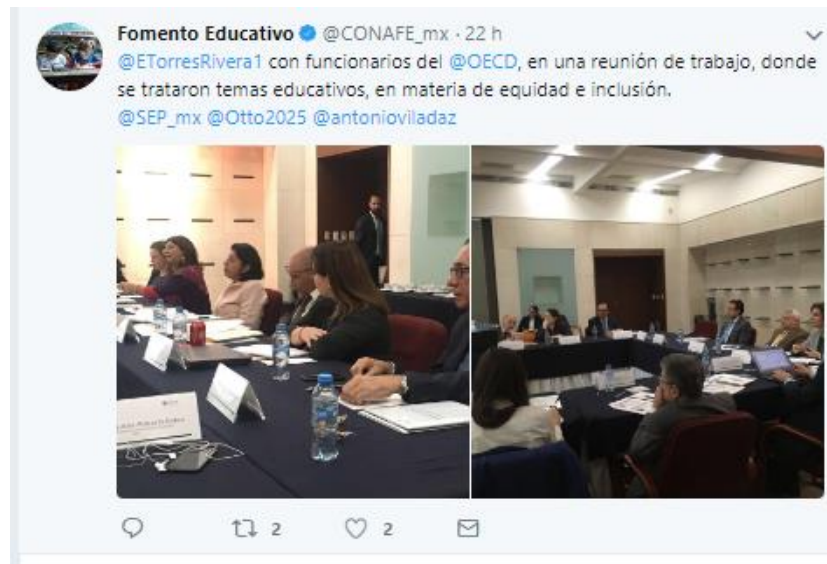 Fomento Educativo @CONAFE_mx · 22 h
@ETorresRivera1 con funcionarios del @OECD, en una reunión de trabajo, donde
se trataron temas educativos, en materia de equidad e inclusión.
@SEP_mx @Otto2025 @antonioviladaz
2
2